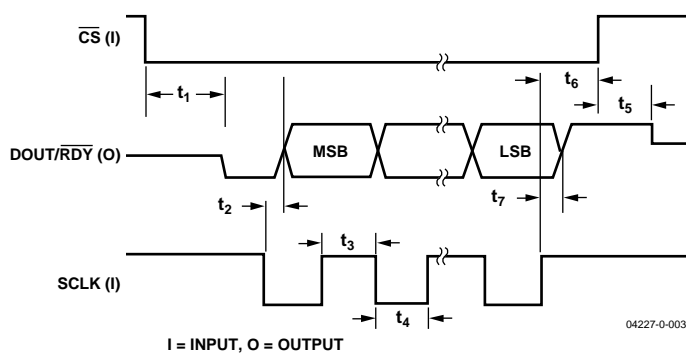 CS (I)
t1
t6
t5
DOUT/RDY (O)
MSB
LSB
t2
t7
t3
SCLK (I)
t4
04227-0-003
I = INPUT, O = OUTPUT